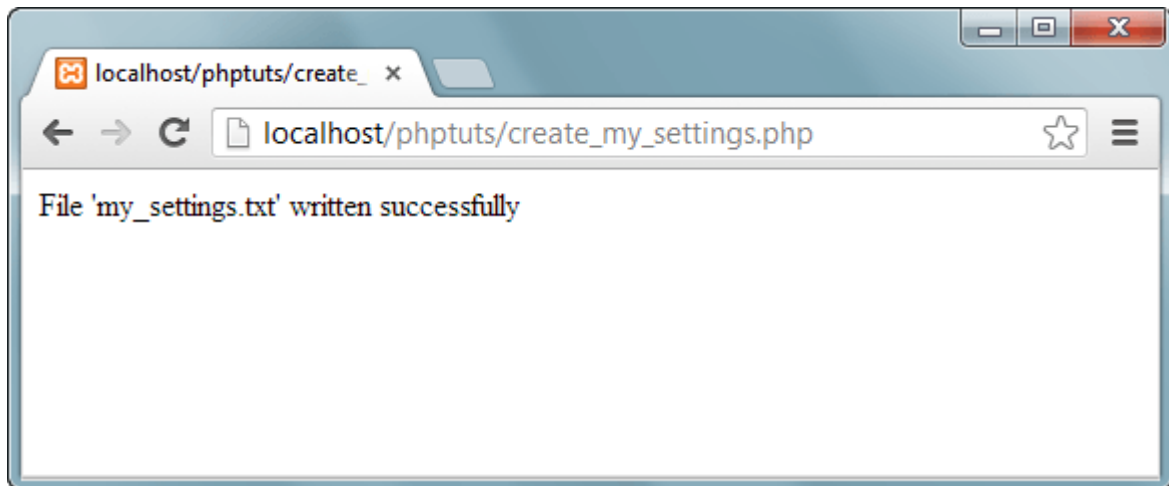 localhost/phptuts/create_
localhost/phptuts/create_my_settings.php
File 'my_settings.txt' written successfully